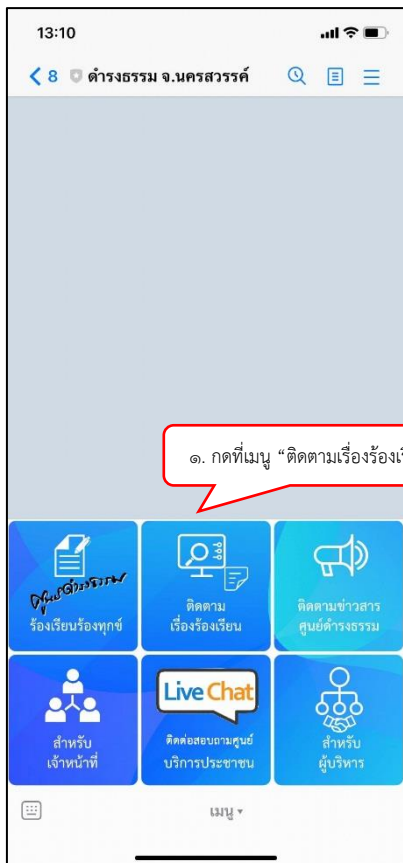 13:10
8 ดำรงธรรม จ.นครสวรรค์
๑. กดที่เมนู “ติดตามเรื่องร้องเรี
ศูนย์ดำรงธรรม
ร้องเรียนร้องทุกข์
ติดตาม
เรื่องร้องเรียน
ติดตามข่าวสาร
ศูนย์ดำรงธรรม
สำหรับ
เจ้าหน้าที่
Live Chat
ติดต่อสอบถามศูนย์
บริการประชาชน
สำหรับ
ผู้บริหาร
เมนู